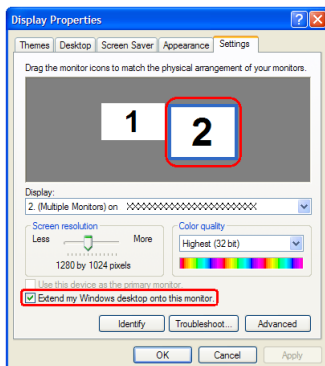 Display Properties
Themes Desktop Screen Saver Appearance Settings
Drag the monitor icons to match the physical arrangement of your monitors.
1 2
Display:
2. (Multiple Monitors) on XXXXXXXXXXXXXXXXXXXXXX
Screen resolution Color quality
Less More Highest (32 bit)
1280 by 1024 pixels
Use this device as the primary monitor.
Extend my Windows desktop onto this monitor.
Identify Troubleshoot... Advanced
OK Cancel Apply